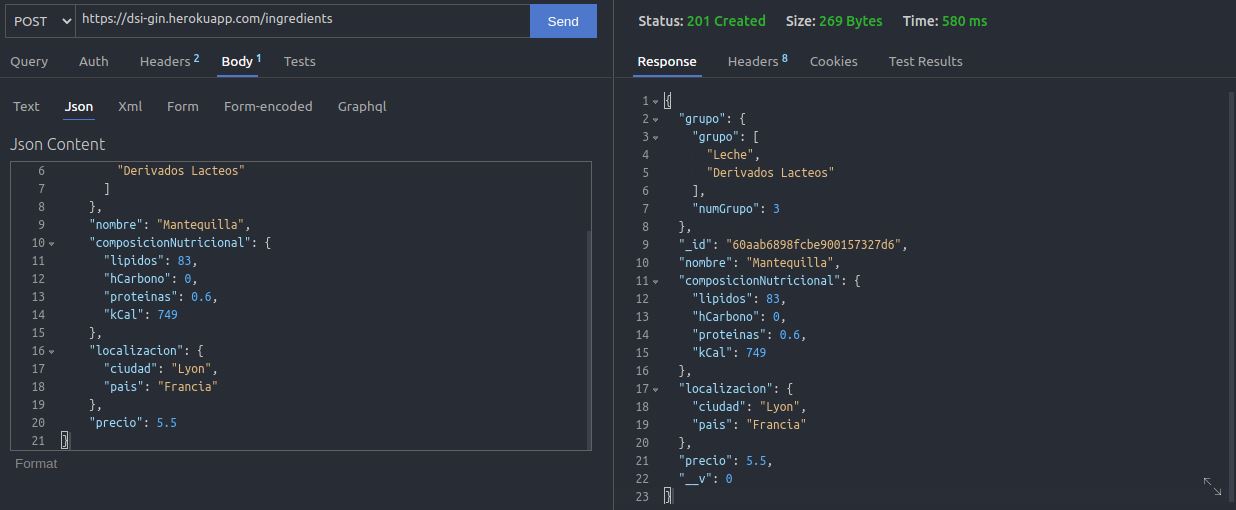 POST https://dsi-gin.herokuapp.com/ingredients Send
Query Auth Headers 2 Body 1 Tests
Text Json Xml Form Form-encoded Graphql
Json Content
6 "Derivados Lacteos"
7 ]
8 },
9 "nombre": "Mantequilla",
10 "composicionNutricional": {
11 "lipidos": 83,
12 "hCarbono": 0,
13 "proteinas": 0.6,
14 "kCal": 749
15 },
16 "localizacion": {
17 "ciudad": "Lyon",
18 "pais": "Francia"
19 },
20 "precio": 5.5
21 }
Format
Status: 201 Created Size: 269 Bytes Time: 580 ms
Response Headers 8 Cookies Test Results
1 {
2 "grupo": {
3 "grupo": [
4 "Leche",
5 "Derivados Lacteos"
6 ],
7 "numGrupo": 3
8 },
9 "_id": "60aab6898fcbe900157327d6",
10 "nombre": "Mantequilla",
11 "composicionNutricional": {
12 "lipidos": 83,
13 "hCarbono": 0,
14 "proteinas": 0.6,
15 "kCal": 749
16 },
17 "localizacion": {
18 "ciudad": "Lyon",
19 "pais": "Francia"
20 },
21 "precio": 5.5,
22 "__v": 0
23 }